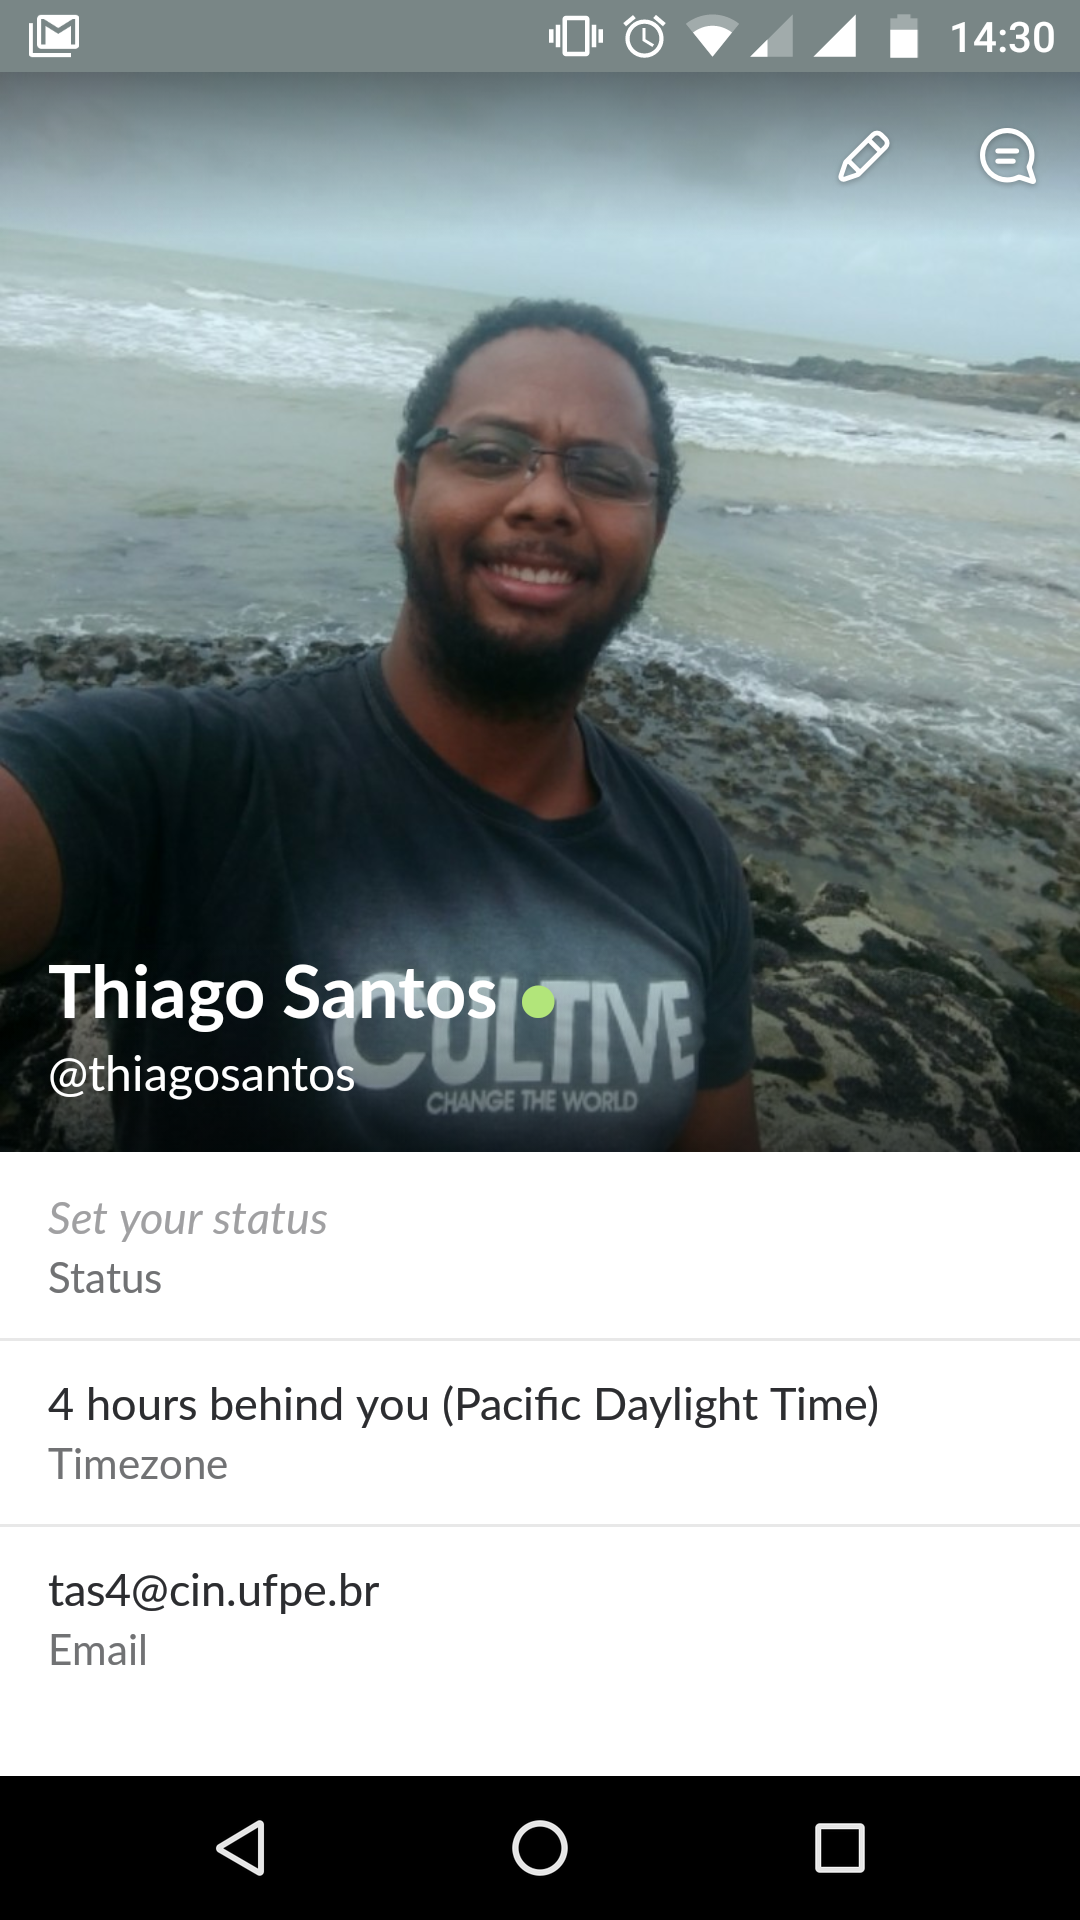 14:30
Thiago Santos
@thiagosantos
CULTIVE
CHANGE THE WORLD
Set your status
Status
4 hours behind you (Pacific Daylight Time)
Timezone
tas4@cin.ufpe.br
Email